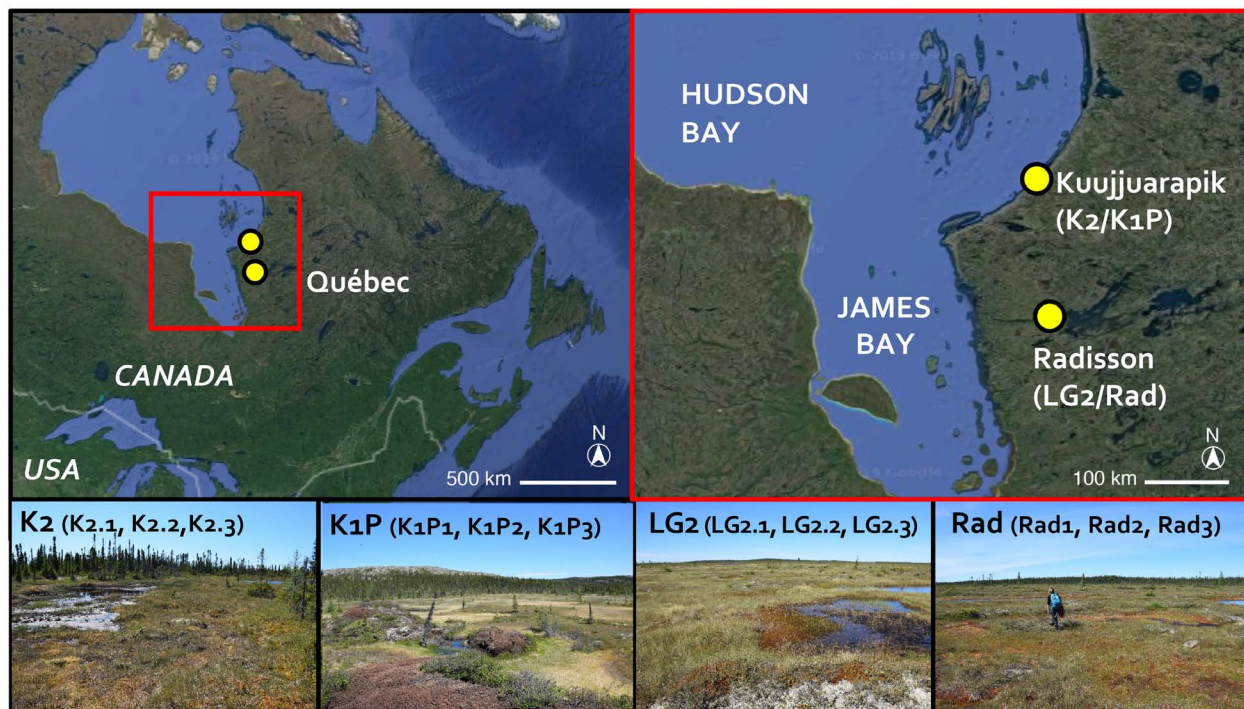 Québec
CANADA
USA
500 km
N
HUDSON
BAY
Kuujjuarapik
(K2/K1P)
JAMES
BAY
Radisson
(LG2/Rad)
100 km
N
K2 (K2.1, K2.2,K2.3)
K1P (K1P1, K1P2, K1P3)
LG2 (LG2.1, LG2.2, LG2.3)
Rad (Rad1, Rad2, Rad3)